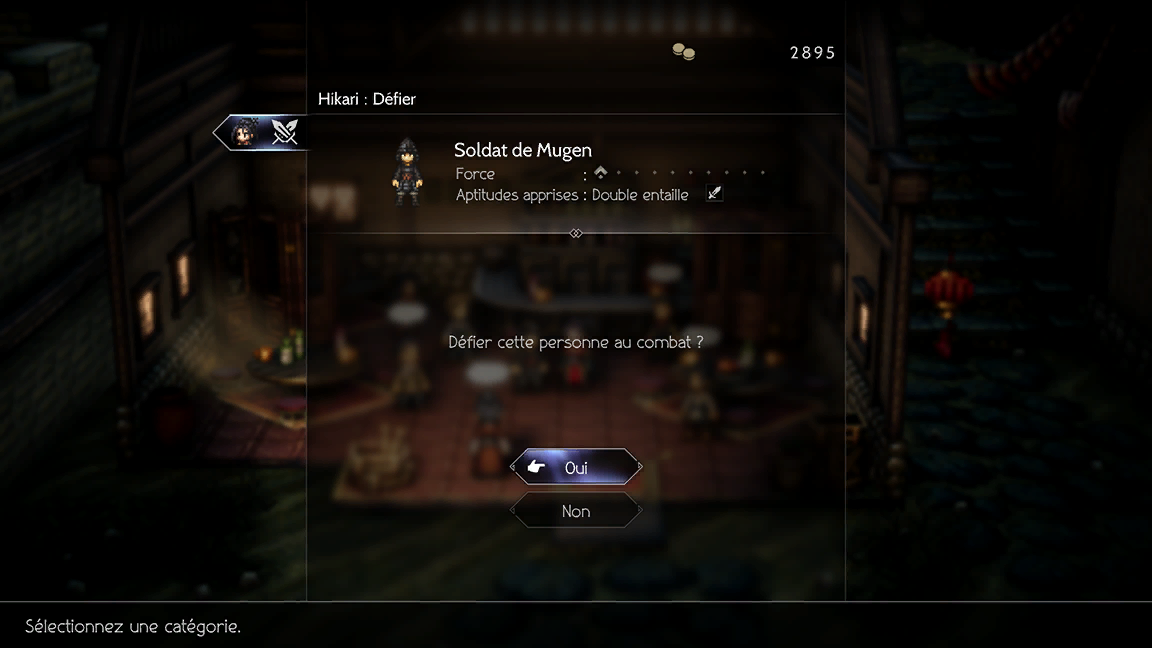 2895
Hikari : Défier
Soldat de Mugen
Force :
Aptitudes apprises : Double entaille
Défier cette personne au combat ?
Oui
Non
Sélectionnez une catégorie.